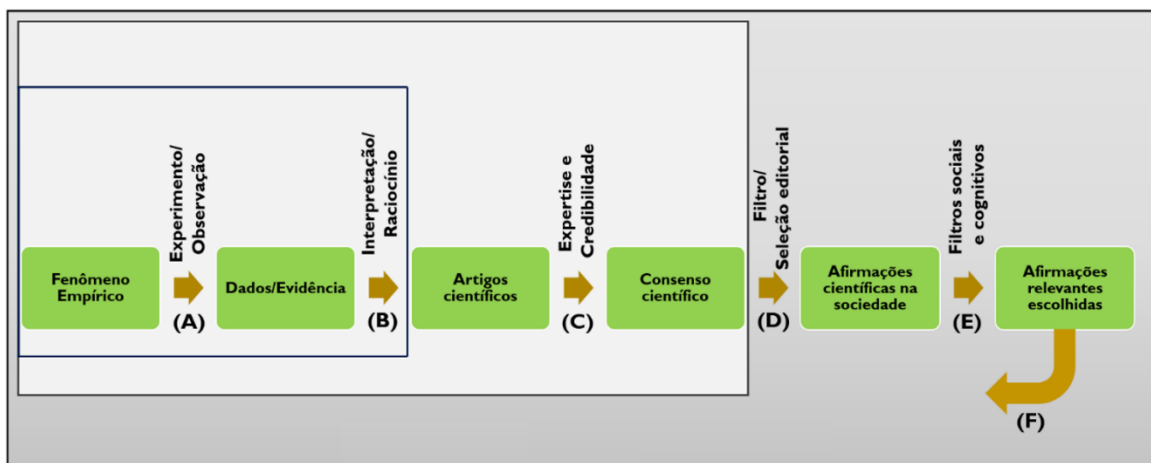 Fenômeno
Empírico
(A)
Experimento/
Observação
Dados/Evidência
(B)
Interpretação/
Raciocínio
Artigos
científicos
(C)
Expertise e
Credibilidade
Consenso
científico
(D)
Filtro/
Seleção editorial
Afirmações
científicas na
sociedade
(E)
Filtros sociais
e cognitivos
Afirmações
relevantes
escolhidas
(F)